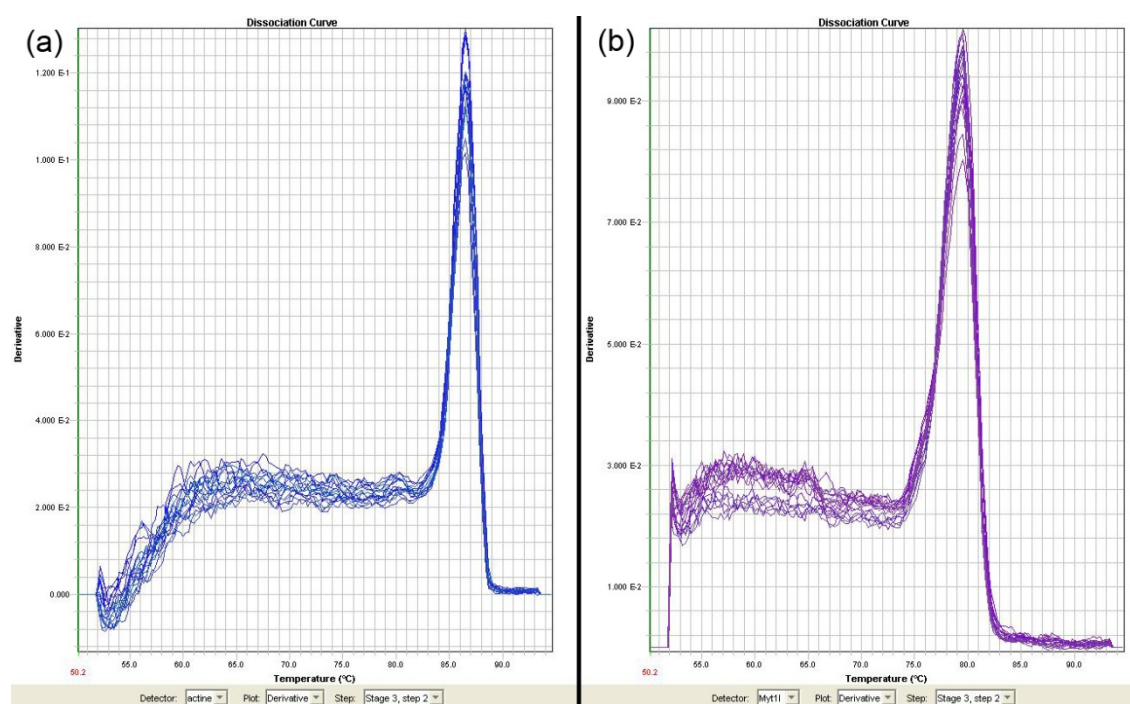 (a)
Dissociation Curve
1.200 E-1
1.000 E-1
8.000 E-2
6.000 E-2
4.000 E-2
2.000 E-2
0.000
Derivative
50.2
55.0 60.0 65.0 70.0 75.0 80.0 85.0 90.0
Temperature (°C)
Detector: actine Plot: Derivative Step: Stage 3, step 2
(b)
Dissociation Curve
9.000 E-2
7.000 E-2
5.000 E-2
3.000 E-2
1.000 E-2
Derivative
50.2
55.0 60.0 65.0 70.0 75.0 80.0 85.0 90.0
Temperature (°C)
Detector: Myt1l Plot: Derivative Step: Stage 3, step 2